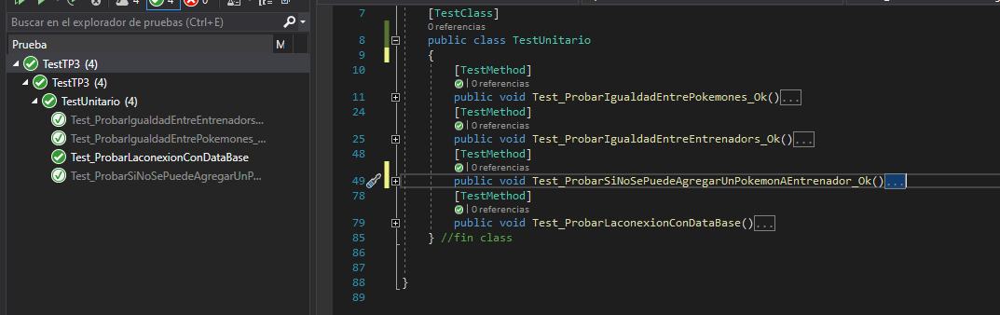 4 4 0
Buscar en el explorador de pruebas (Ctrl+E)
Prueba M
TestTP3 (4)
TestTP3 (4)
TestUnitario (4)
Test_ProbarIgualdadEntreEntrenadors...
Test_ProbarIgualdadEntrePokemones_...
Test_ProbarLaconexionConDataBase
Test_ProbarSiNoSePuedeAgregarUnP...
7 [TestClass]
0 referencias
8 public class TestUnitario
9 {
10 [TestMethod]
| 0 referencias
11 public void Test_ProbarIgualdadEntrePokemones_Ok()...
24 [TestMethod]
| 0 referencias
25 public void Test_ProbarIgualdadEntreEntrenadors_Ok()...
48 [TestMethod]
| 0 referencias
49 public void Test_ProbarSiNoSePuedeAgregarUnPokemonAEntrenador_Ok()...
78 [TestMethod]
| 0 referencias
79 public void Test_ProbarLaconexionConDataBase()...
85 } //fin class
86
87
88 }
89